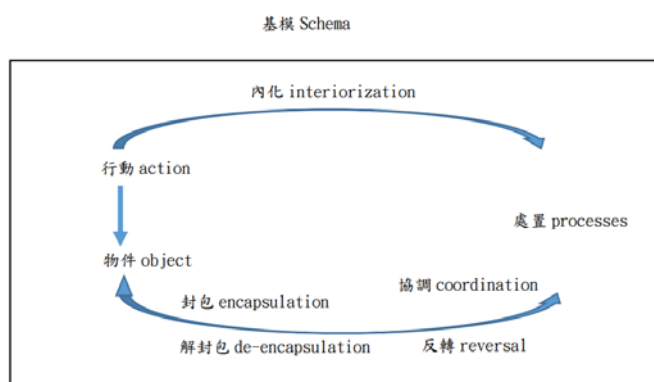 基模 Schema
內化 interiorization
行動 action
處置 processes
物件 object
協調 coordination
封包 encapsulation
解封包 de-encapsulation
反轉 reversal